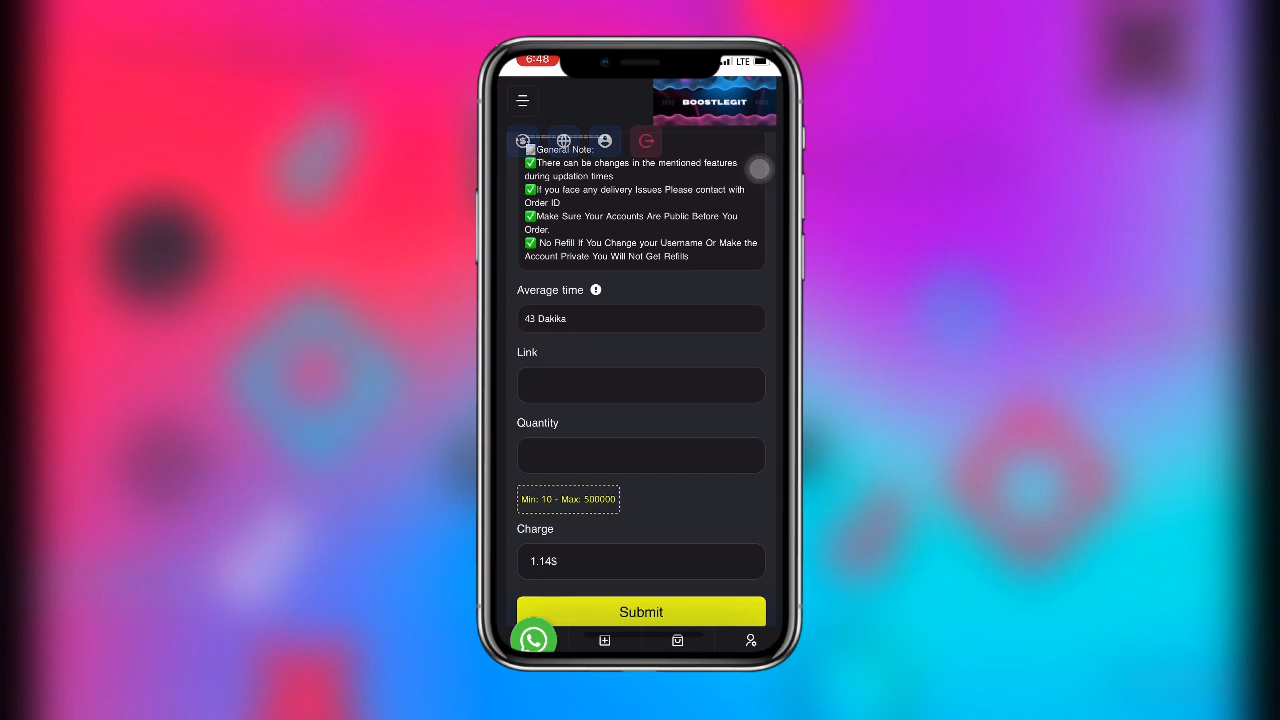 6:48
LTE
BOOSTLEGIT
📝General Note:
✅There can be changes in the mentioned features
during updation times
✅If you face any delivery Issues Please contact with
Order ID
✅Make Sure Your Accounts Are Public Before You
Order.
✅ No Refill If You Change your Username Or Make the
Account Private You Will Not Get Refills
Average time
43 Dakika
Link
Quantity
Min: 10 - Max: 500000
Charge
1.14$
Submit